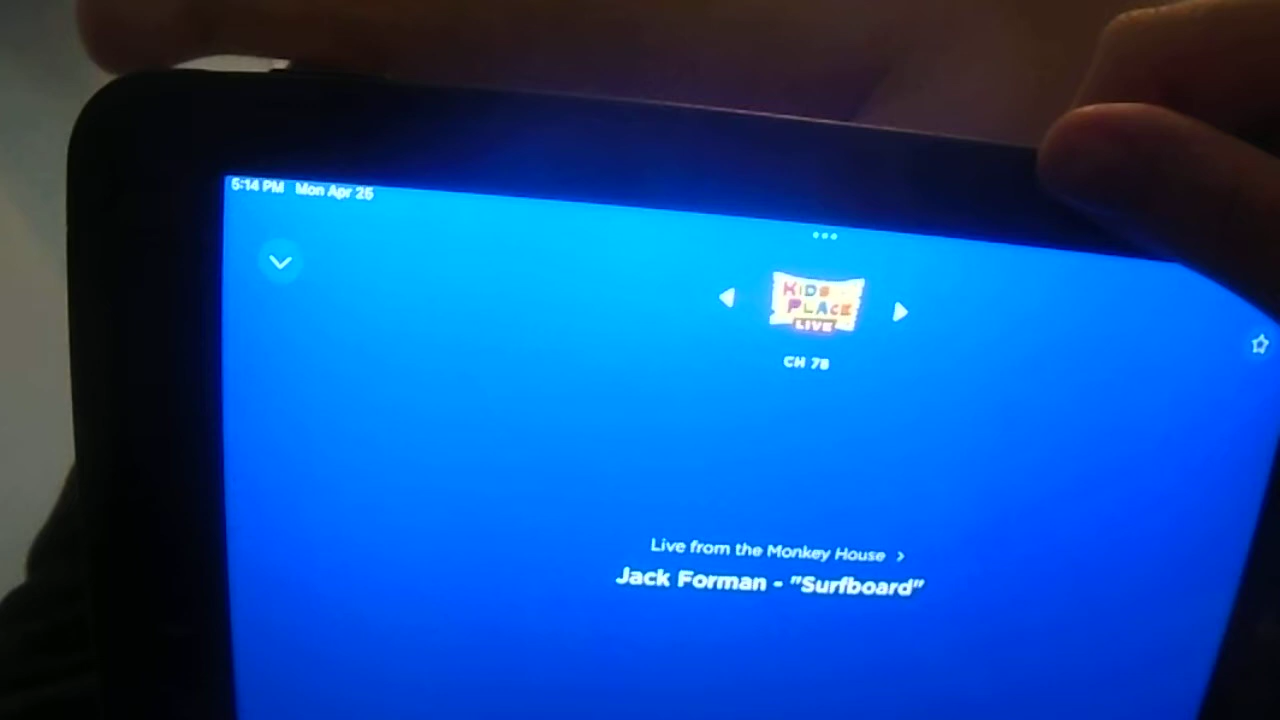 5:14 PM Mon Apr 25
KIDS
PLACE
LIVE
CH 78
Live from the Monkey House >
Jack Forman - "Surfboard"